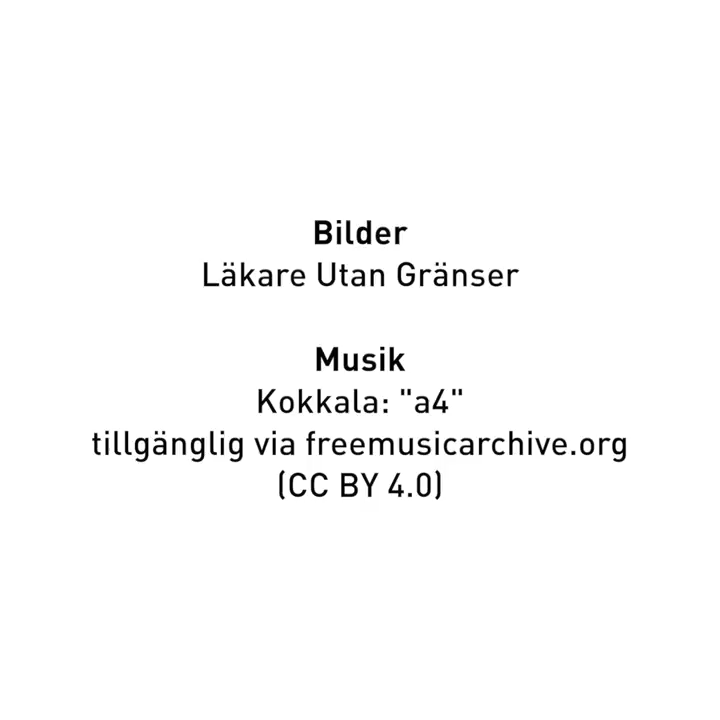 Bilder
Läkare Utan Gränser
Musik
Kokkala: "a4"
tillgänglig via freemusicarchive.org
(CC BY 4.0)